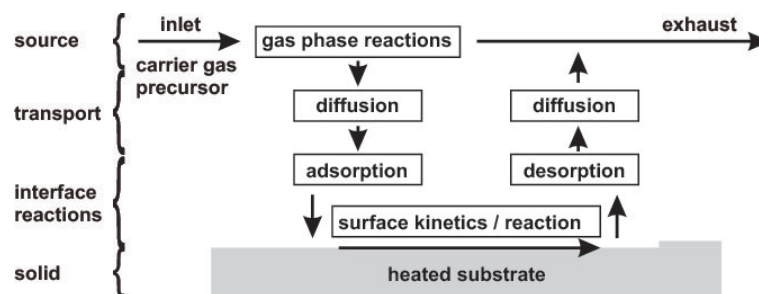 source
inlet
gas phase reactions
exhaust
carrier gas
precursor
transport
diffusion
diffusion
adsorption
desorption
interface
reactions
surface kinetics / reaction
solid
heated substrate